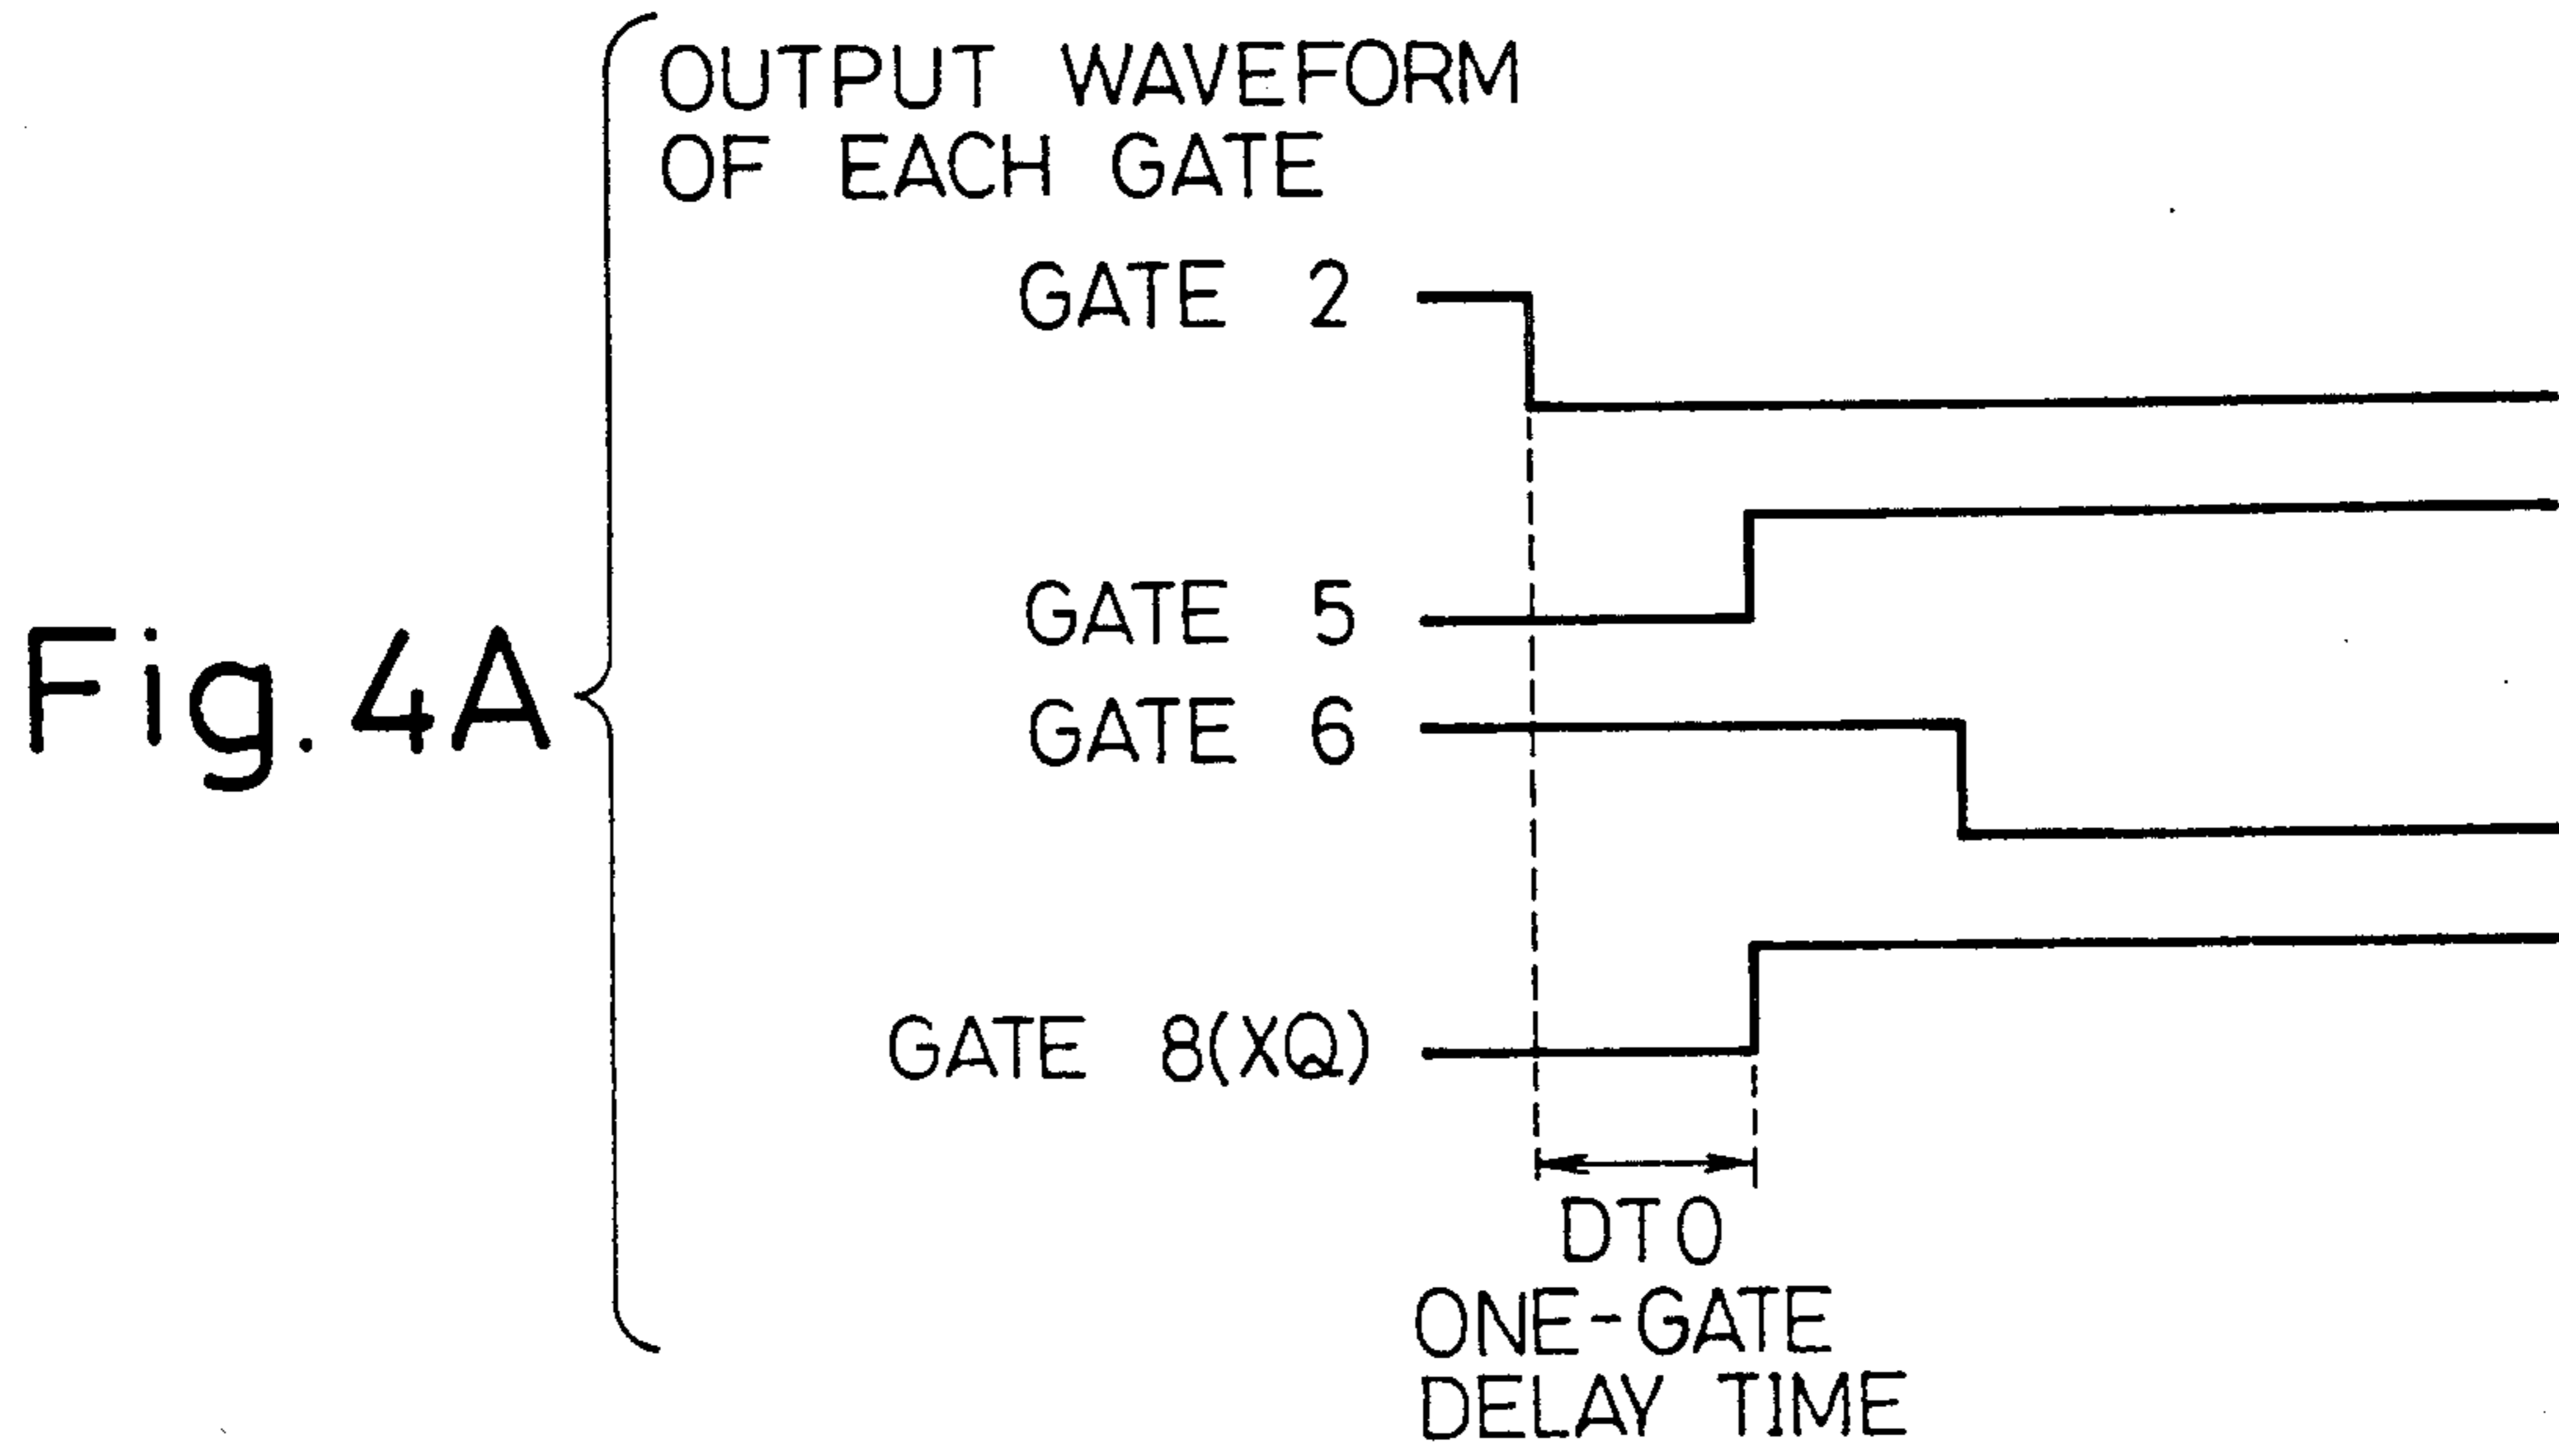 OUTPUT WAVEFORM
OF EACH GATE
GATE 2
GATE 5
Fig. 4A
GATE 6
GATE 8(XQ)
DT0
ONE-GATE
DELAY TIME